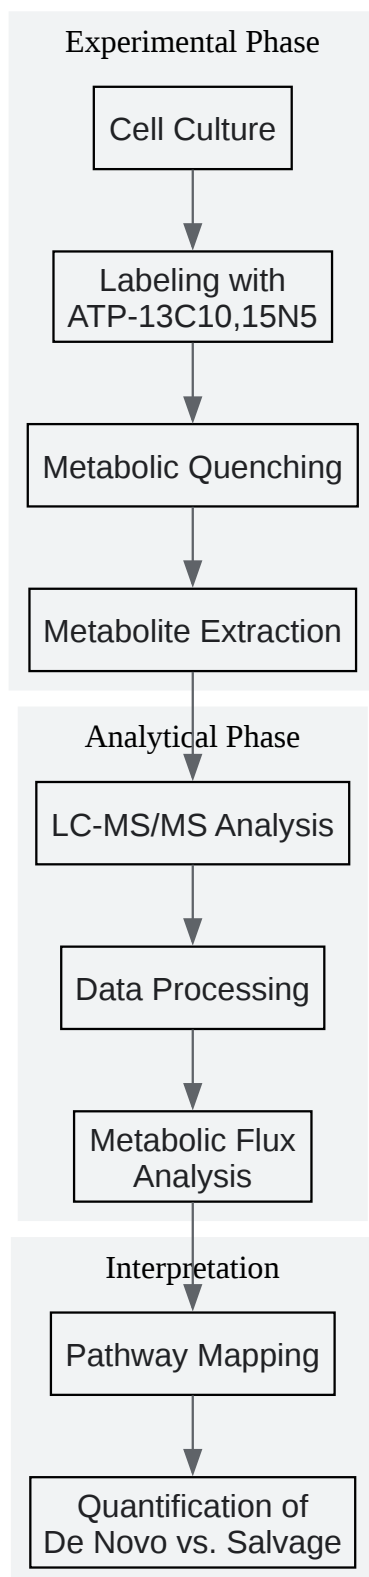 Experimental Phase
Cell Culture
Labeling with
ATP-13C10,15N5
Metabolic Quenching
Metabolite Extraction
Analytical Phase
LC-MS/MS Analysis
Data Processing
Metabolic Flux
Analysis
Interpretation
Pathway Mapping
Quantification of
De Novo vs. Salvage